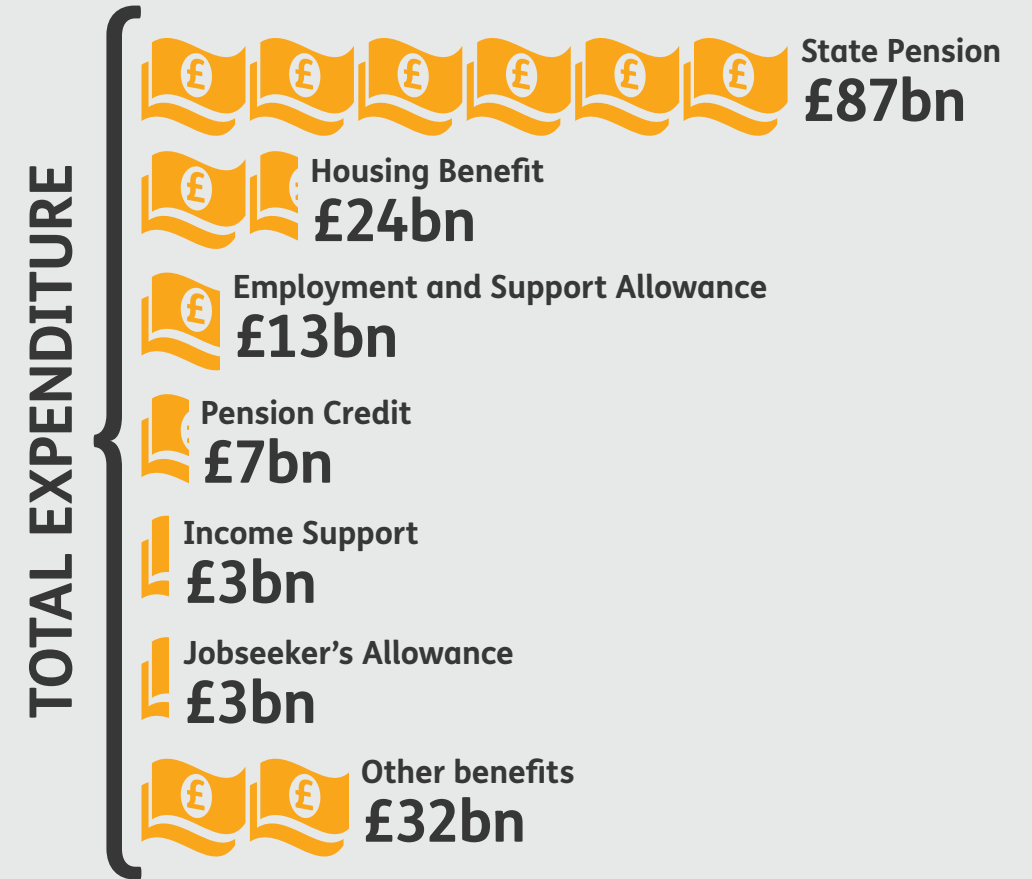 TOTAL EXPENDITURE
£ £ £ £ £ £
State Pension
£87bn
£
Housing Benefit
£24bn
£
Employment and Support Allowance
£13bn
Pension Credit
£7bn
Income Support
£3bn
Jobseeker’s Allowance
£3bn
£ £
Other benefits
£32bn